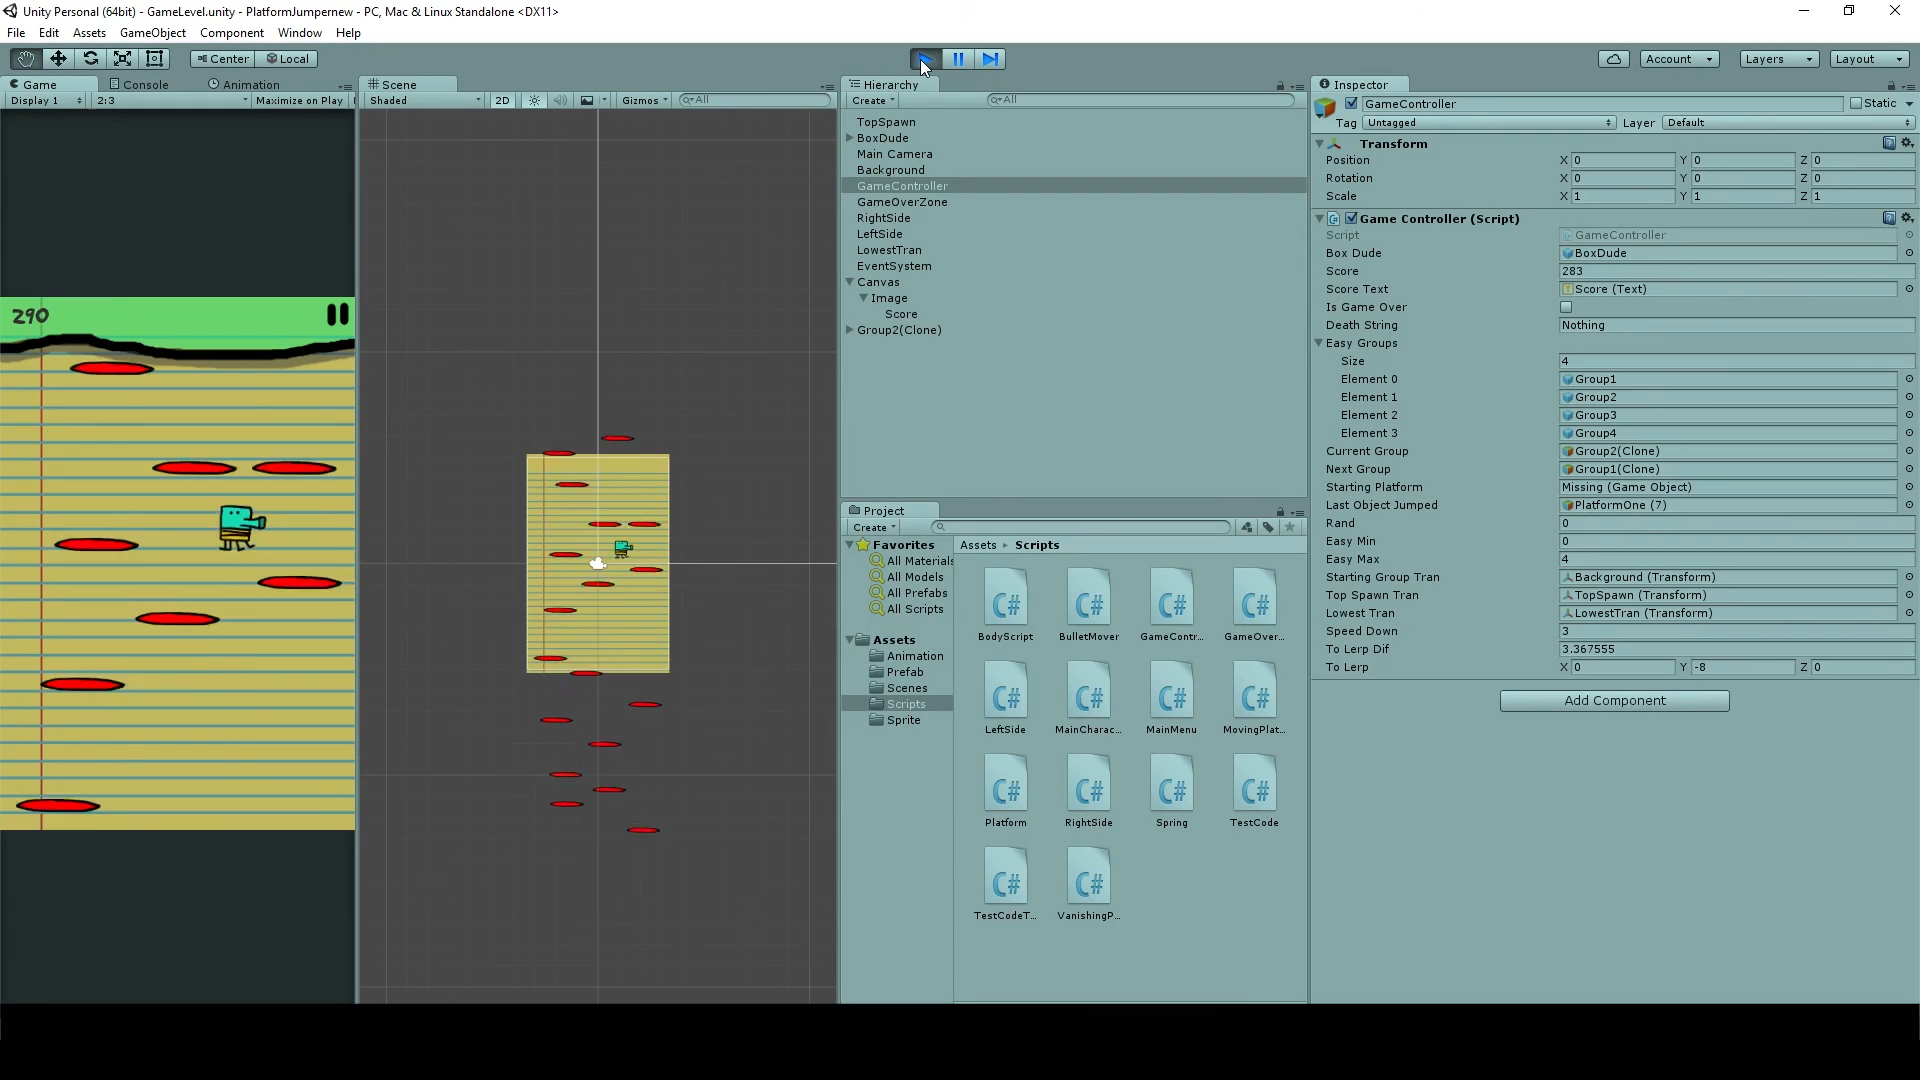 Unity Personal (64bit) - GameLevel.unity - PlatformJumpernew - PC, Mac & Linux Standalone <DX11>
File Edit Assets GameObject Component Window Help
Center Local Account Layers Layout
Game Console Animation
Display 1 2:3 Maximize on Play
290
Scene
Shaded 2D Gizmos All
Hierarchy
Create All
TopSpawn
BoxDude
Main Camera
Background
GameController
GameOverZone
RightSide
LeftSide
LowestTran
EventSystem
Canvas
Image
Score
Group2(Clone)
Project
Create
Favorites
All Materials
All Models
All Prefabs
All Scripts
Assets
Animation
Prefab
Scenes
Scripts
Sprite
Assets Scripts
C# C# C# C#
BodyScript BulletMover GameContr... GameOver...
C# C# C# C#
LeftSide MainCharac... MainMenu MovingPlat...
C# C# C# C#
Platform RightSide Spring TestCode
C# C#
TestCodeT... VanishingP...
Inspector
GameController Static
Tag Untagged Layer Default
Transform
Position X 0 Y 0 Z 0
Rotation X 0 Y 0 Z 0
Scale X 1 Y 1 Z 1
Game Controller (Script)
Script GameController
Box Dude BoxDude
Score 283
Score Text Score (Text)
Is Game Over
Death String Nothing
Easy Groups
Size 4
Element 0 Group1
Element 1 Group2
Element 2 Group3
Element 3 Group4
Current Group Group2(Clone)
Next Group Group1(Clone)
Starting Platform Missing (Game Object)
Last Object Jumped PlatformOne (7)
Rand 0
Easy Min 0
Easy Max 4
Starting Group Tran Background (Transform)
Top Spawn Tran TopSpawn (Transform)
Lowest Tran LowestTran (Transform)
Speed Down 3
To Lerp Dif 3.367555
To Lerp X 0 Y -8 Z 0
Add Component